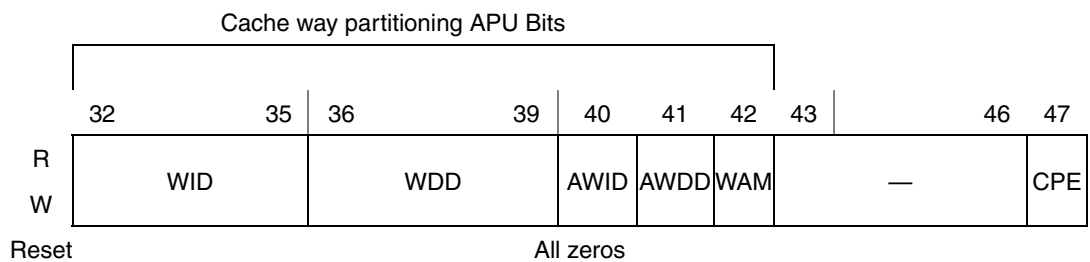 Cache way partitioning APU Bits
32 35 36 39 40 41 42 43 46 47
R
WID WDD AWID AWDD WAM — CPE
W
Reset All zeros